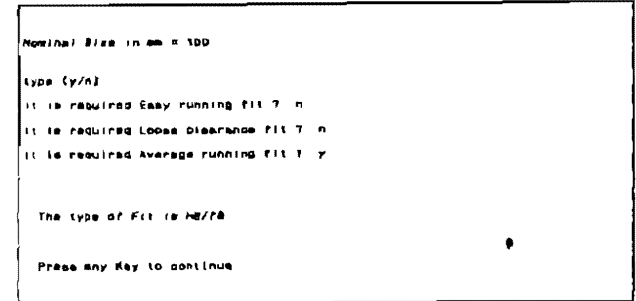 Nominal Size in mm = 100
type (y/n)
it is required Easy running fit ? n
it is required Loose clearance fit ? n
it is required Average running fit ? y
The type of Fit is H8/f8
Press any Key to continue